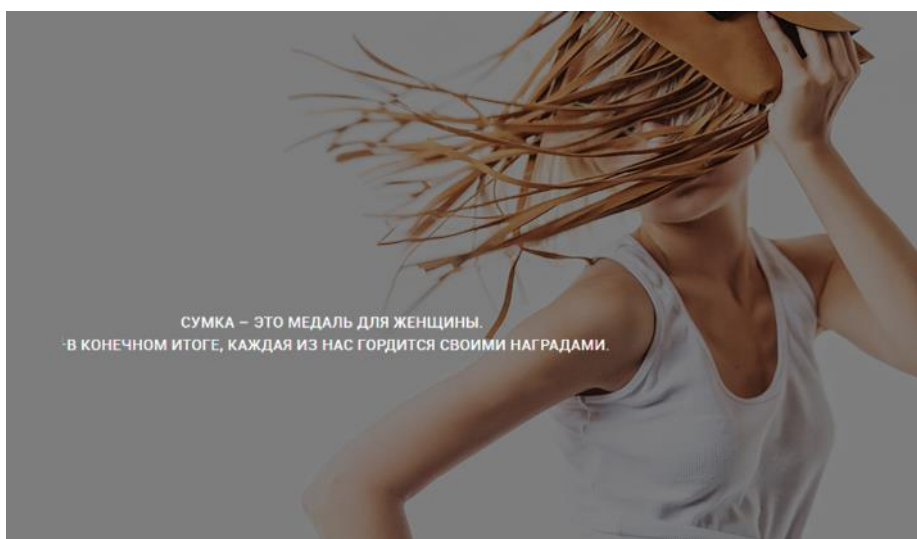 СУМКА – ЭТО МЕДАЛЬ ДЛЯ ЖЕНЩИНЫ.
-В КОНЕЧНОМ ИТОГЕ, КАЖДАЯ ИЗ НАС ГОРДИТСЯ СВОИМИ НАГРАДАМИ.